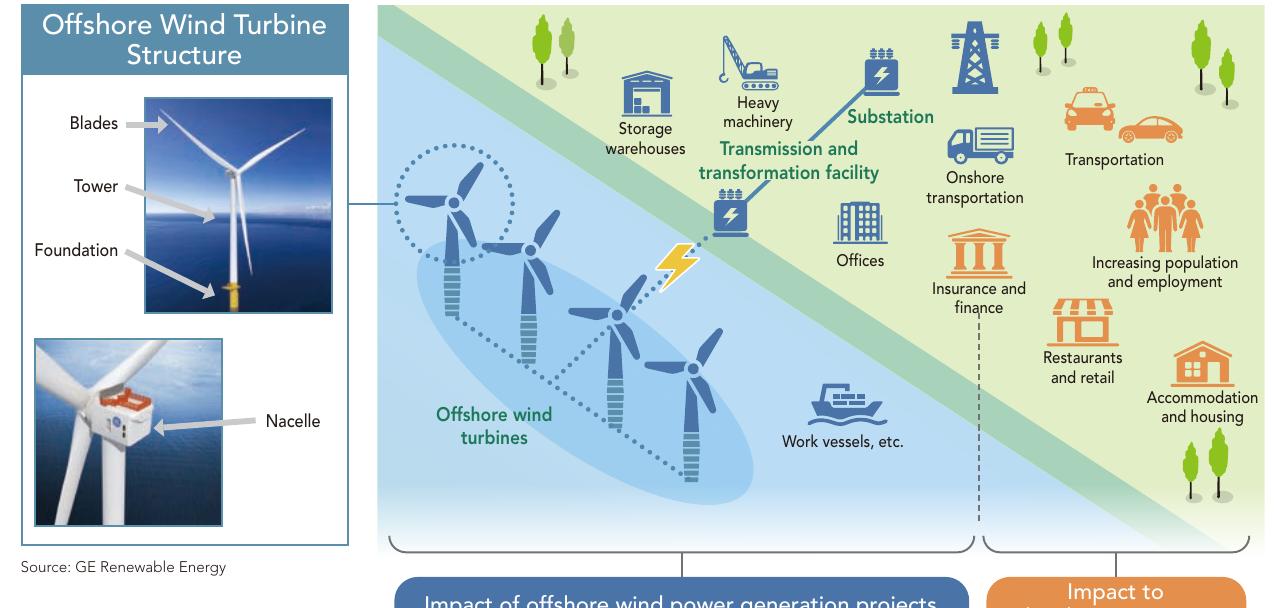 Offshore Wind Turbine
Structure
Blades
Tower
Foundation
Nacelle
Source: GE Renewable Energy
Storage
warehouses
Heavy
machinery
Substation
Transmission and
transformation facility
Onshore
transportation
Transportation
Offices
Insurance and
finance
Increasing population
and employment
Restaurants
and retail
Accommodation
and housing
Offshore wind
turbines
Work vessels, etc.
Impact of offshore wind power generation projects
Impact to